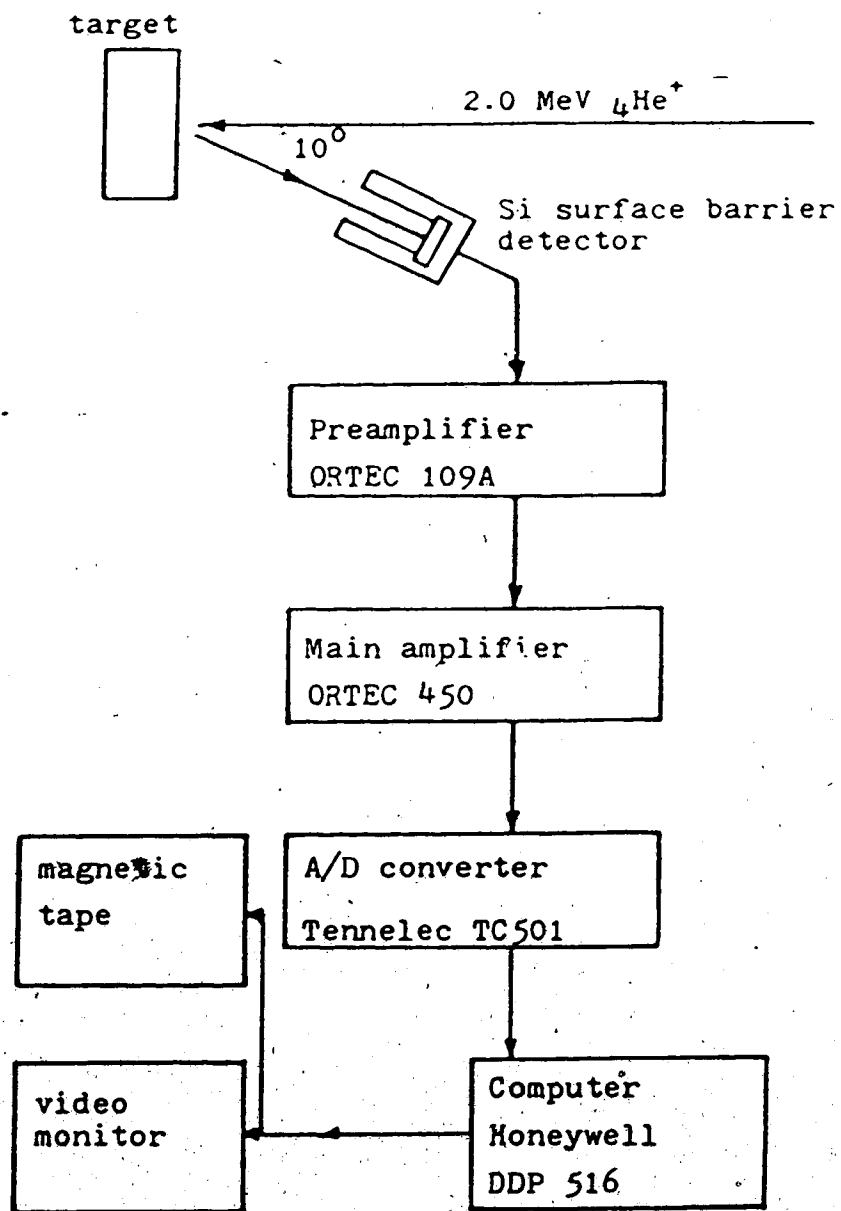 target
2.0 MeV ₄He⁺
10°
Si surface barrier
detector
Preamplifier
ORTEC 109A
Main amplifier
ORTEC 450
magnetic
tape
A/D converter
Tennelec TC501
video
monitor
Computer
Honeywell
DDP 516